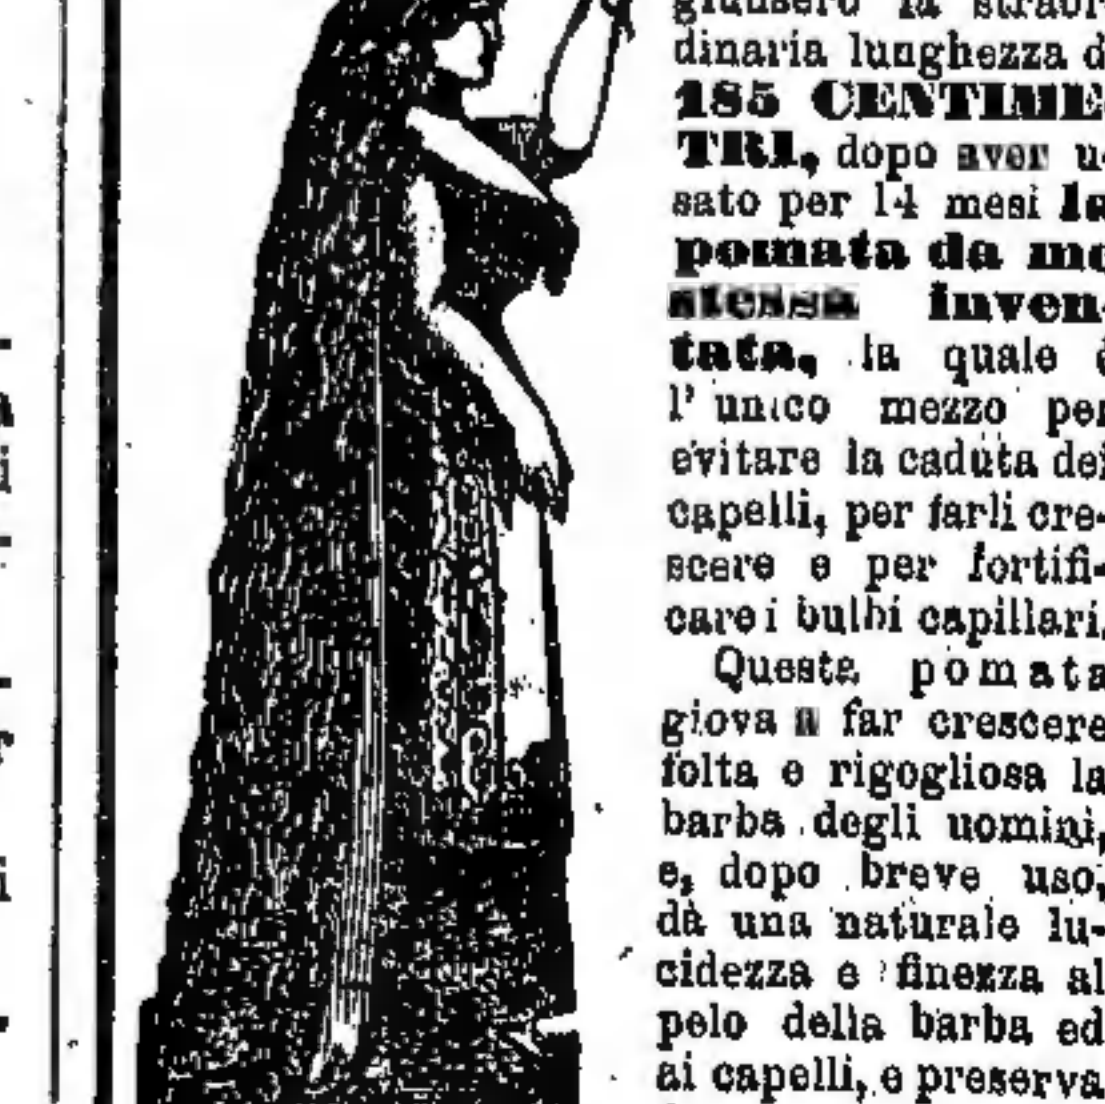 dinaria lunghezza d
185 CENTIME
TRI, dopo aver u-
sato per 14 mesi la
pomata da me
stessa inven-
tata, la quale è
l' unico mezzo per
evitare la caduta dei
capelli, per farli cre-
scere e per fortifi-
care i bulbi capillari.
Questa pomata
giova a far crescere
folta e rigogliosa la
barba degli uomini,
e, dopo breve uso,
dà una naturale lu-
cidezza e finezza al
pelo della barba ed
ai capelli, e preserva